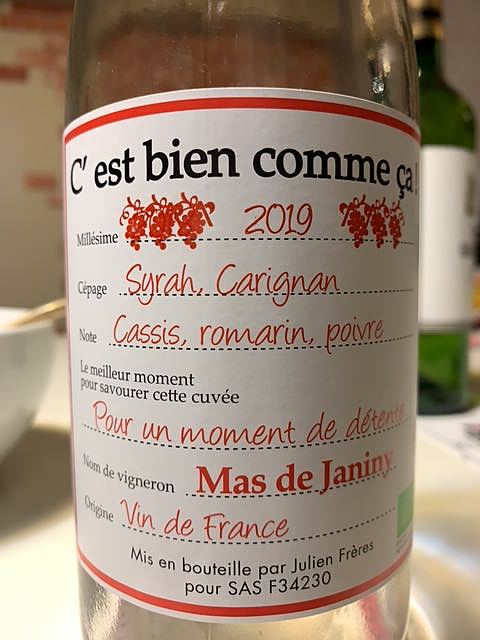 C' est bien comme ça !
Millésime 2019
Cépage Syrah, Carignan
Note Cassis, romarin, poivre
Le meilleur moment
pour savourer cette cuvée
Pour un moment de détente
Nom de vigneron Mas de Janiny
Origine Vin de France
Mis en bouteille par Julien Frères
pour SAS F34230